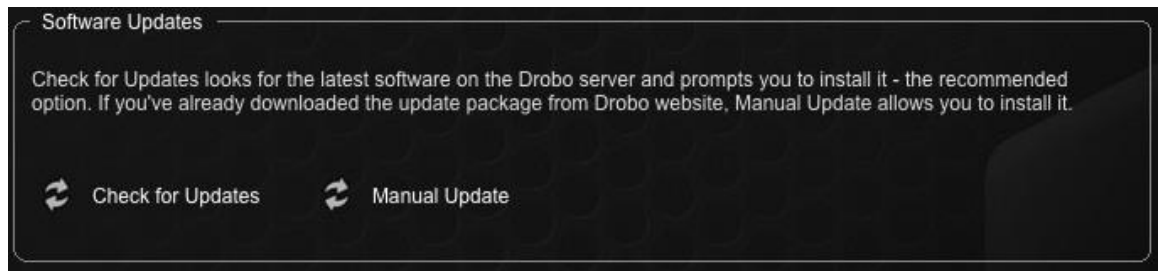 Software Updates
Check for Updates looks for the latest software on the Drobo server and prompts you to install it - the recommended
option. If you've already downloaded the update package from Drobo website, Manual Update allows you to install it.
Check for Updates Manual Update